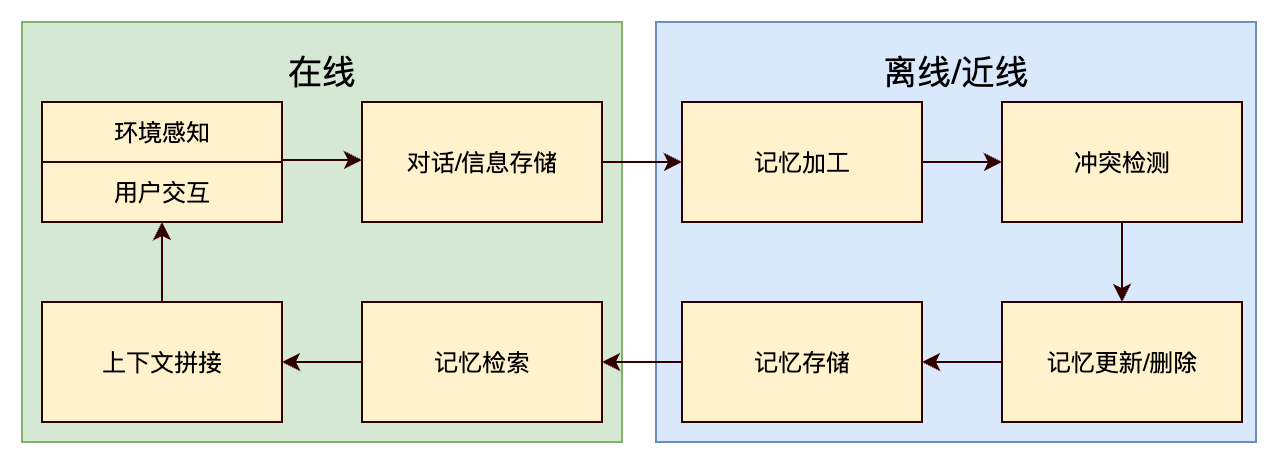 在线
离线/近线
环境感知
用户交互
对话/信息存储
记忆加工
冲突检测
上下文拼接
记忆检索
记忆存储
记忆更新/删除